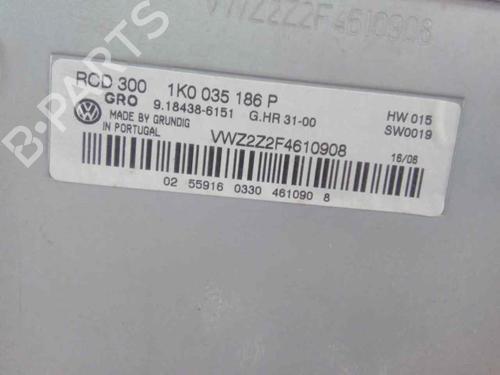 VWZ2Z2F4610908
RCD 300 1K0 035 186 P
GRO 9.18438-6151 G.HR 31-00 HW 015
MADE BY GRUNDIG SW0019
IN PORTUGAL VWZ2Z2F4610908 16/08
02 55916 0330 461090 8
B-PARTS